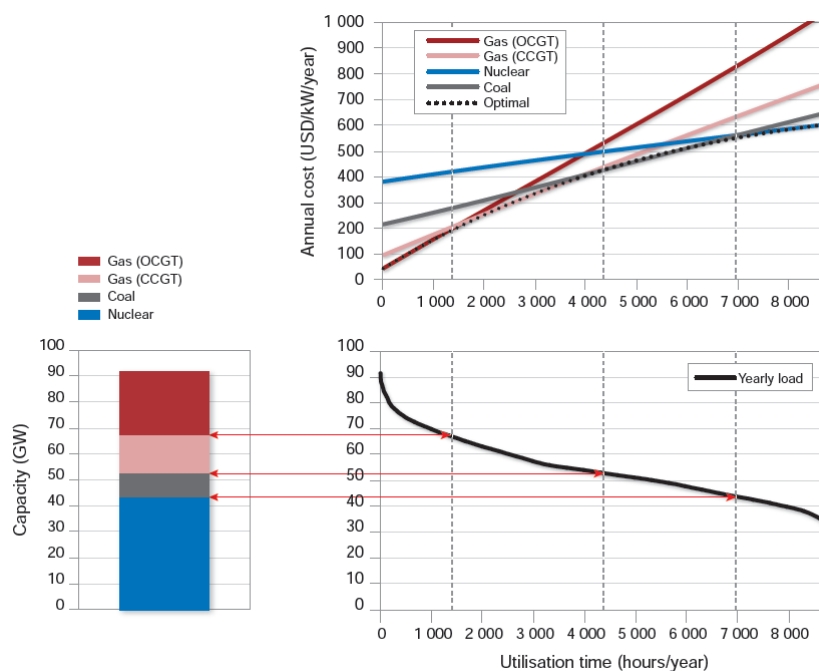 1 000
900
800
700
600
500
400
300
200
100
0
Annual cost (USD/kW/year)
Gas (OCGT)
Gas (CCGT)
Nuclear
Coal
Optimal
0 1 000 2 000 3 000 4 000 5 000 6 000 7 000 8 000
Gas (OCGT)
Gas (CCGT)
Coal
Nuclear
100
90
80
70
60
50
40
30
20
10
0
Capacity (GW)
100
90
80
70
60
50
40
30
20
10
0
Yearly load
0 1 000 2 000 3 000 4 000 5 000 6 000 7 000 8 000
Utilisation time (hours/year)